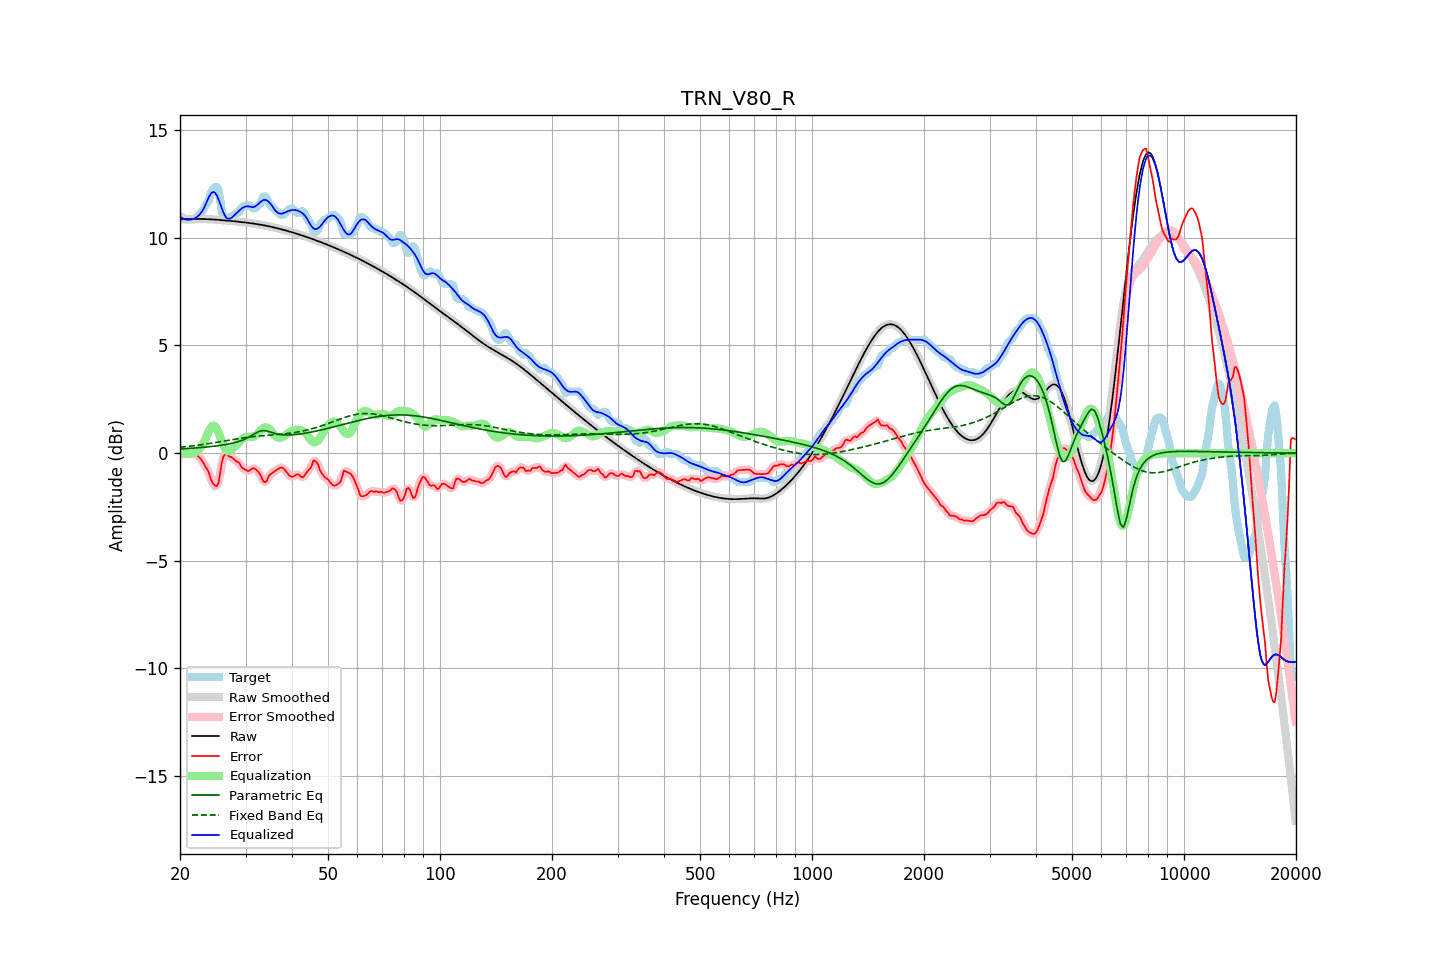 TRN_V80_R
15
10
5
0
−5
−10
−15
Amplitude (dBr)
Target
Raw Smoothed
Error Smoothed
Raw
Error
Equalization
Parametric Eq
Fixed Band Eq
Equalized
20 50 100 200 500 1000 2000 5000 10000 20000
Frequency (Hz)